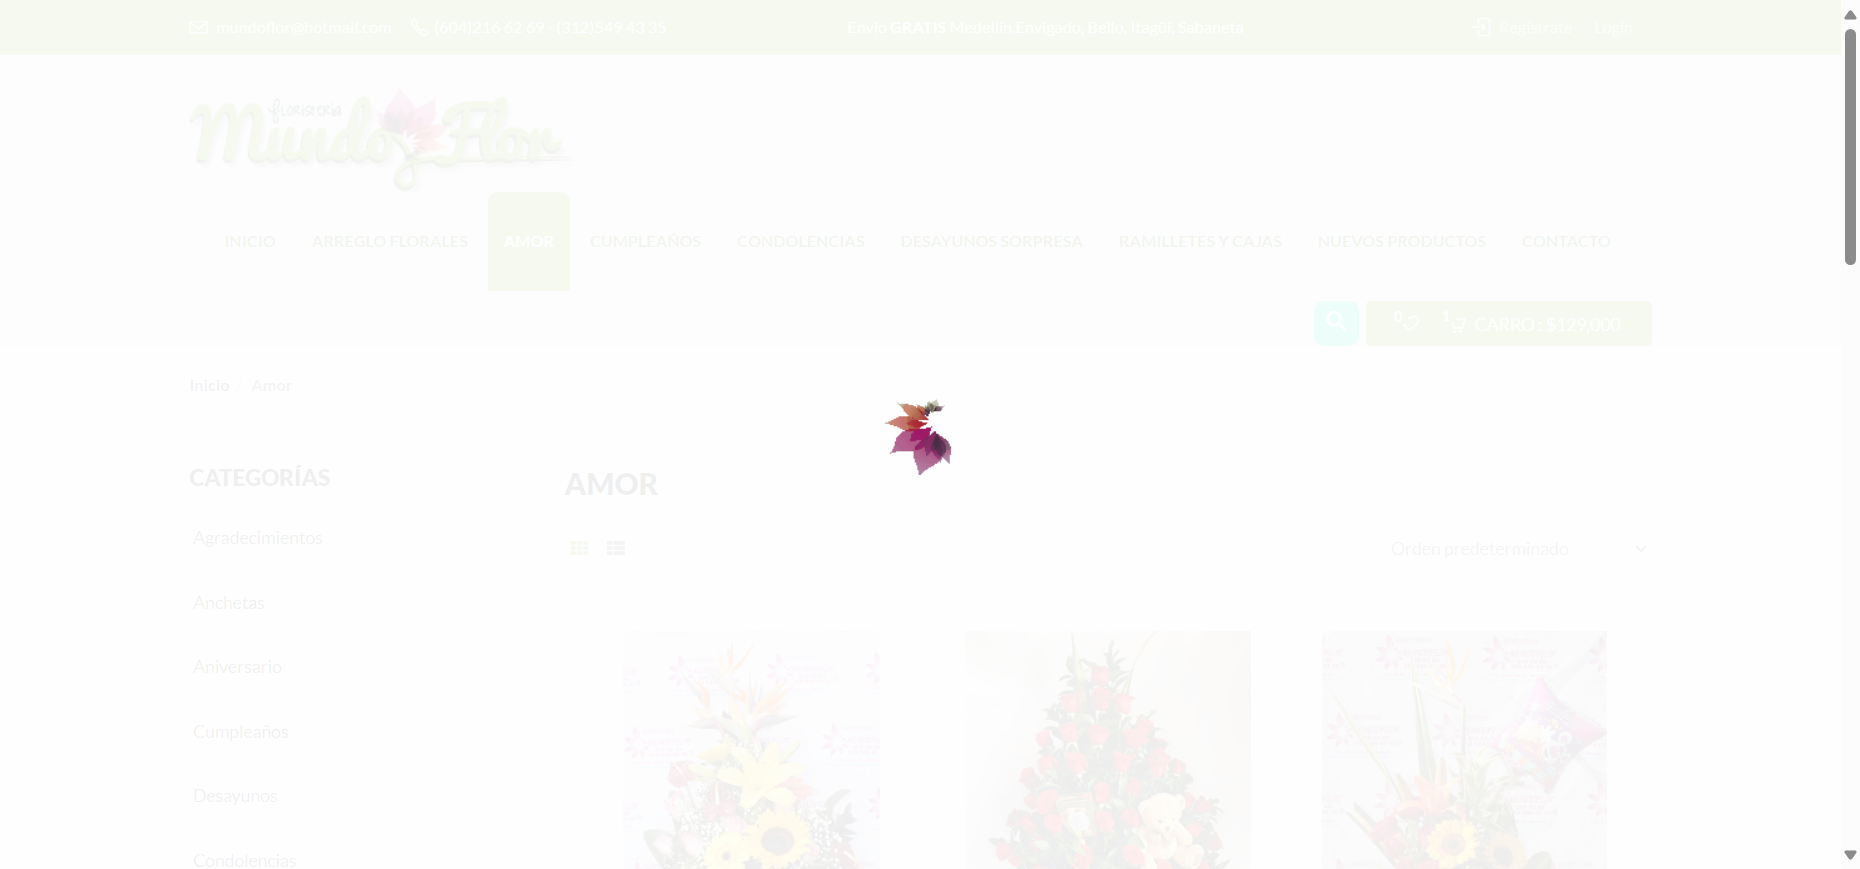 mundoflor@hotmail.com (604)216 62 69 - (312)549 43 35 Envio GRATIS Medellín,Envigado, Bello, Itagüí, Sabaneta Regístrate Login
floristería
Mundo Flor
INICIO ARREGLO FLORALES AMOR CUMPLEAÑOS CONDOLENCIAS DESAYUNOS SORPRESA RAMILLETES Y CAJAS NUEVOS PRODUCTOS CONTACTO
0 1 CARRO : $129,000
Inicio / Amor
CATEGORÍAS
AMOR
Agradecimientos
Orden predeterminado
Anchetas
Aniversario
Cumpleaños
Desayunos
Condolencias